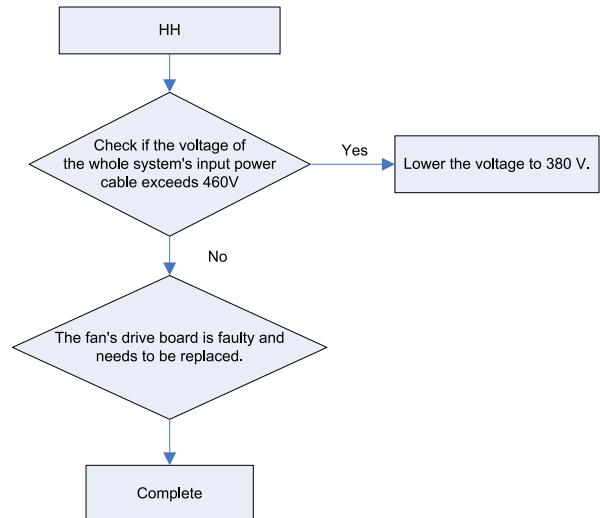 HH
Check if the voltage of
the whole system's input power
cable exceeds 460V
Yes
Lower the voltage to 380 V.
No
The fan's drive board is faulty and
needs to be replaced.
Complete